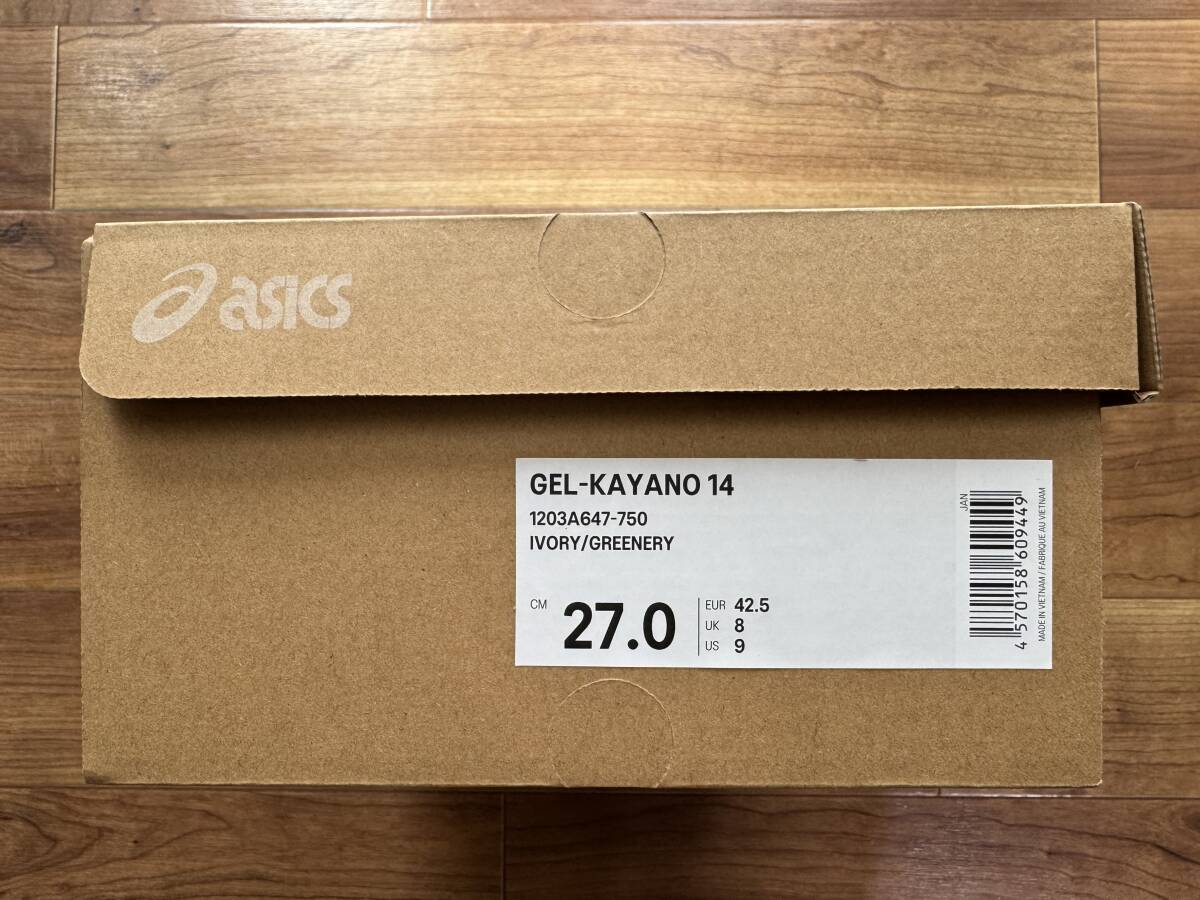 asics
GEL-KAYANO 14
1203A647-750
IVORY/GREENERY
CM 27.0
EUR 42.5
UK 8
US 9
JAN
4 570158 609449
MADE IN VIETNAM / FABRIQUE AU VIETNAM